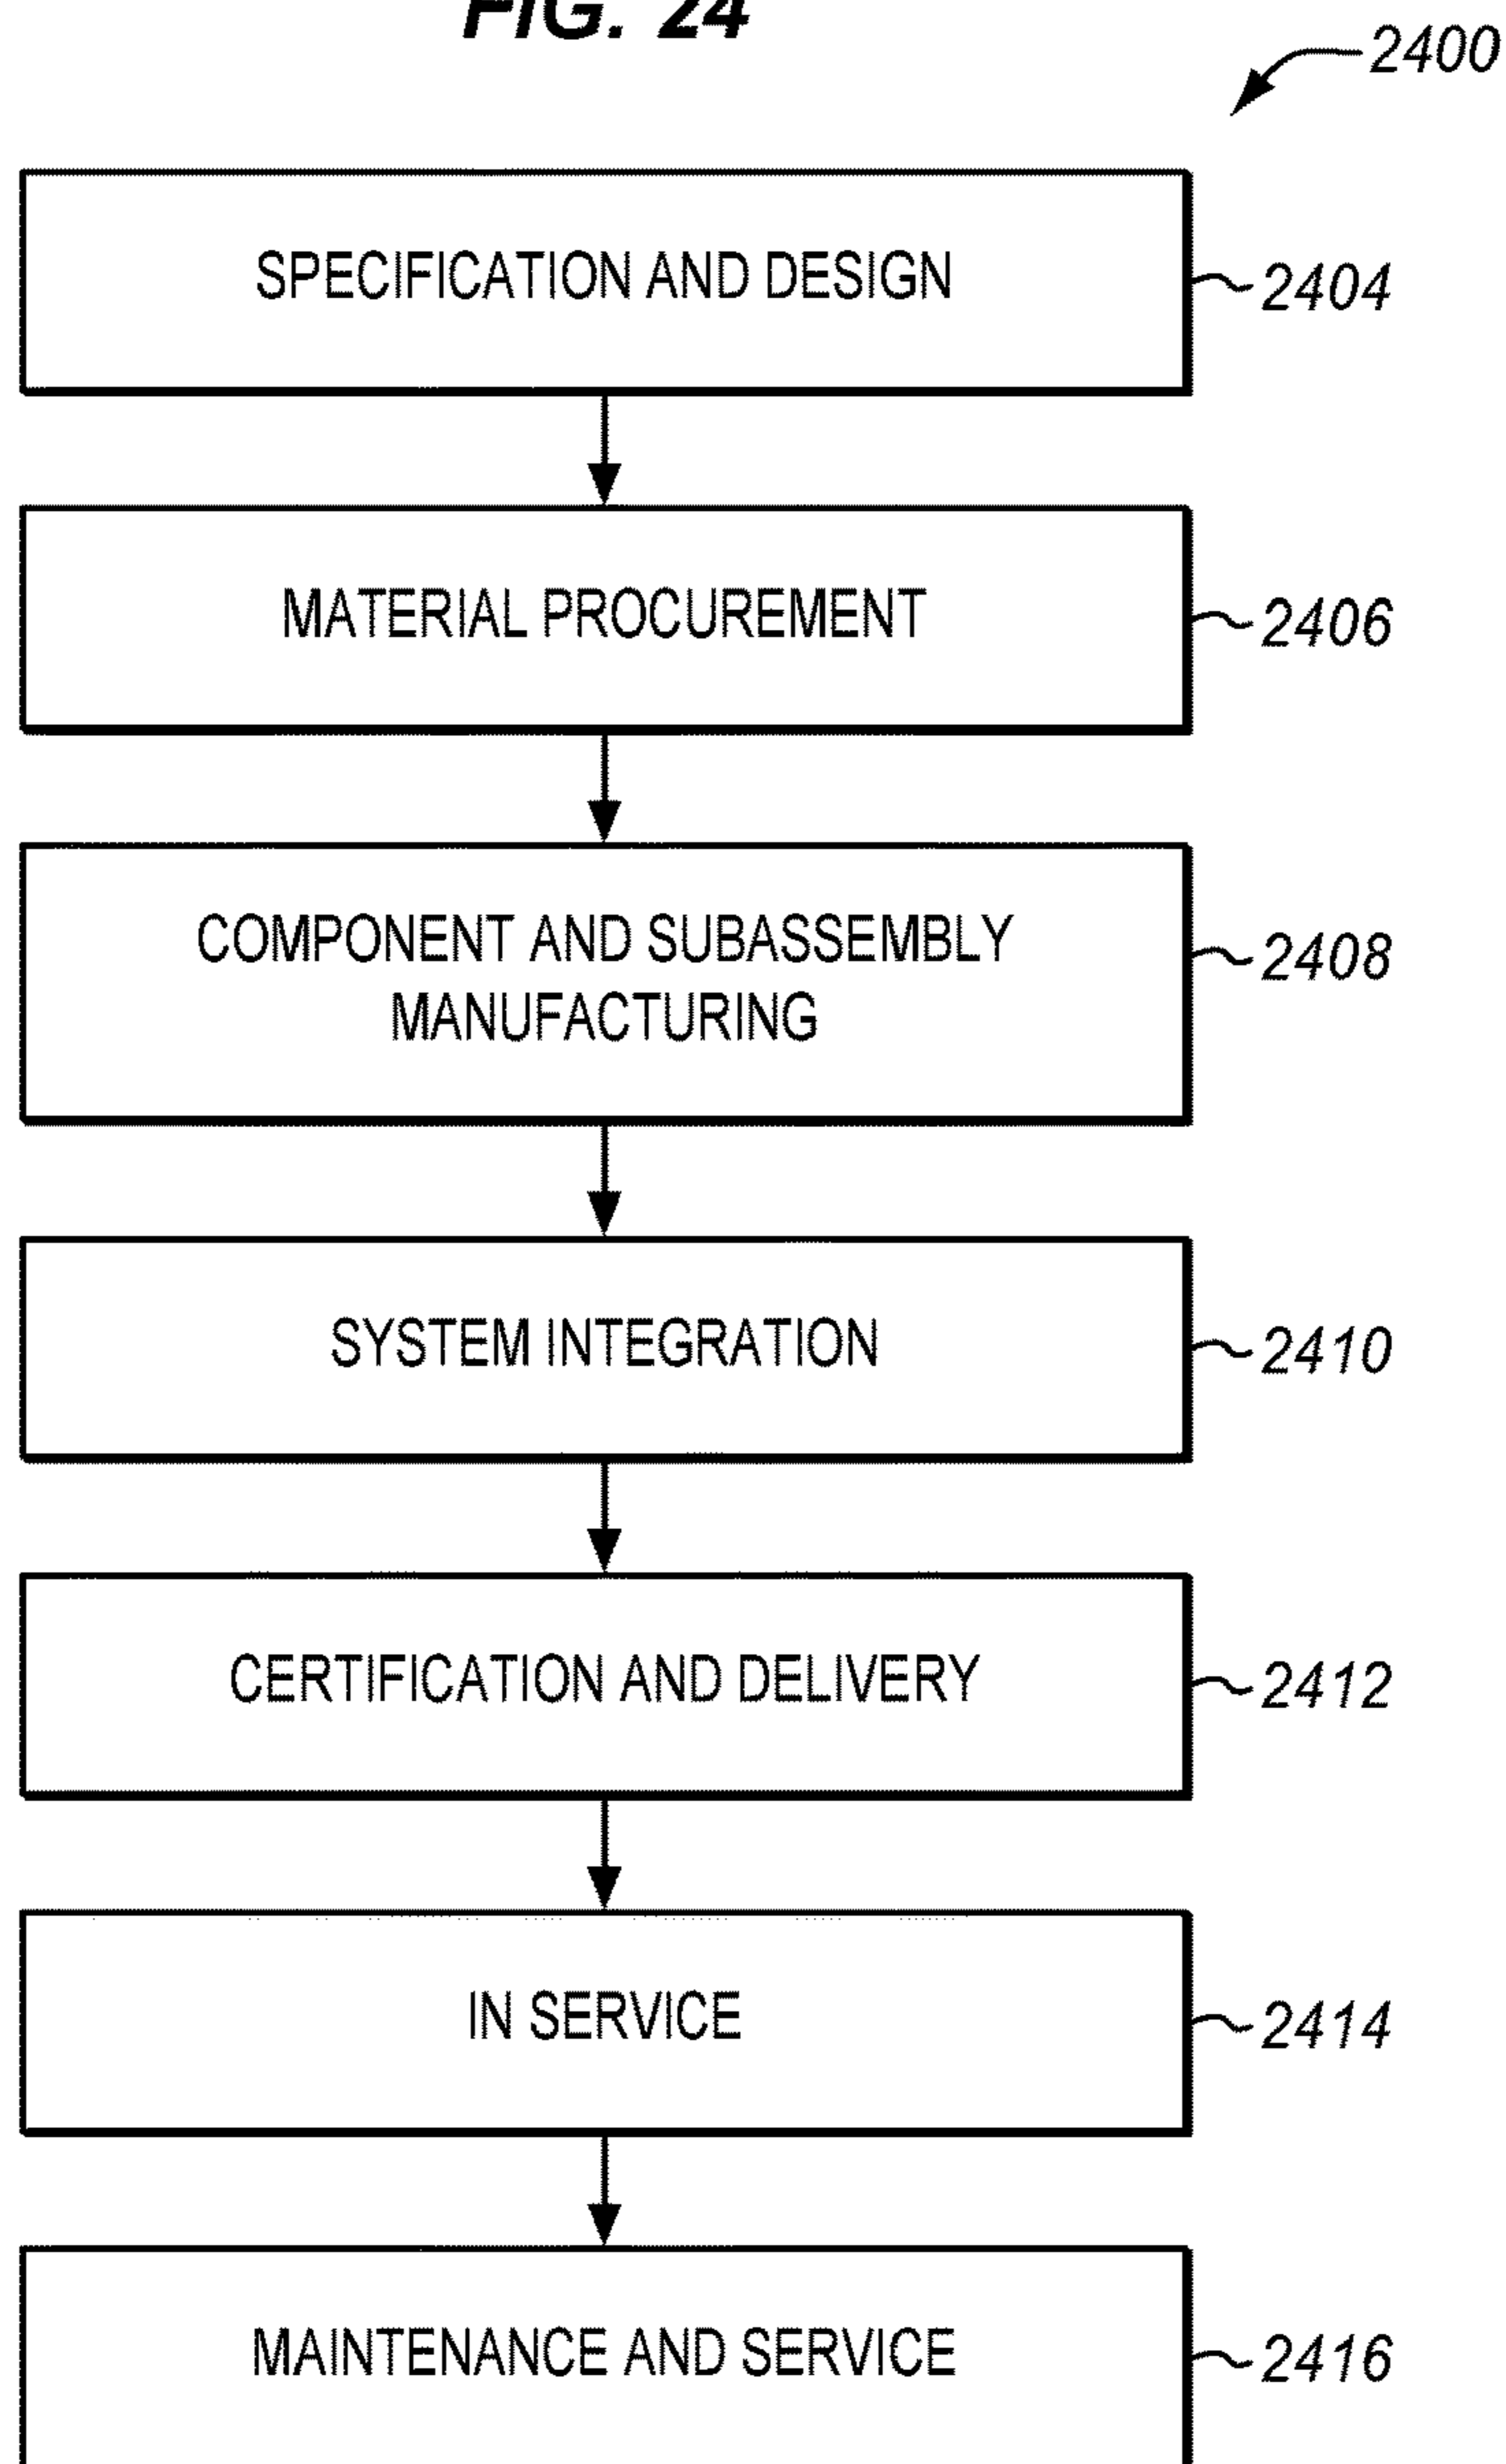 FIG. 24
2400
SPECIFICATION AND DESIGN
2404
MATERIAL PROCUREMENT
2406
COMPONENT AND SUBASSEMBLY
MANUFACTURING
2408
SYSTEM INTEGRATION
2410
CERTIFICATION AND DELIVERY
2412
IN SERVICE
2414
MAINTENANCE AND SERVICE
2416